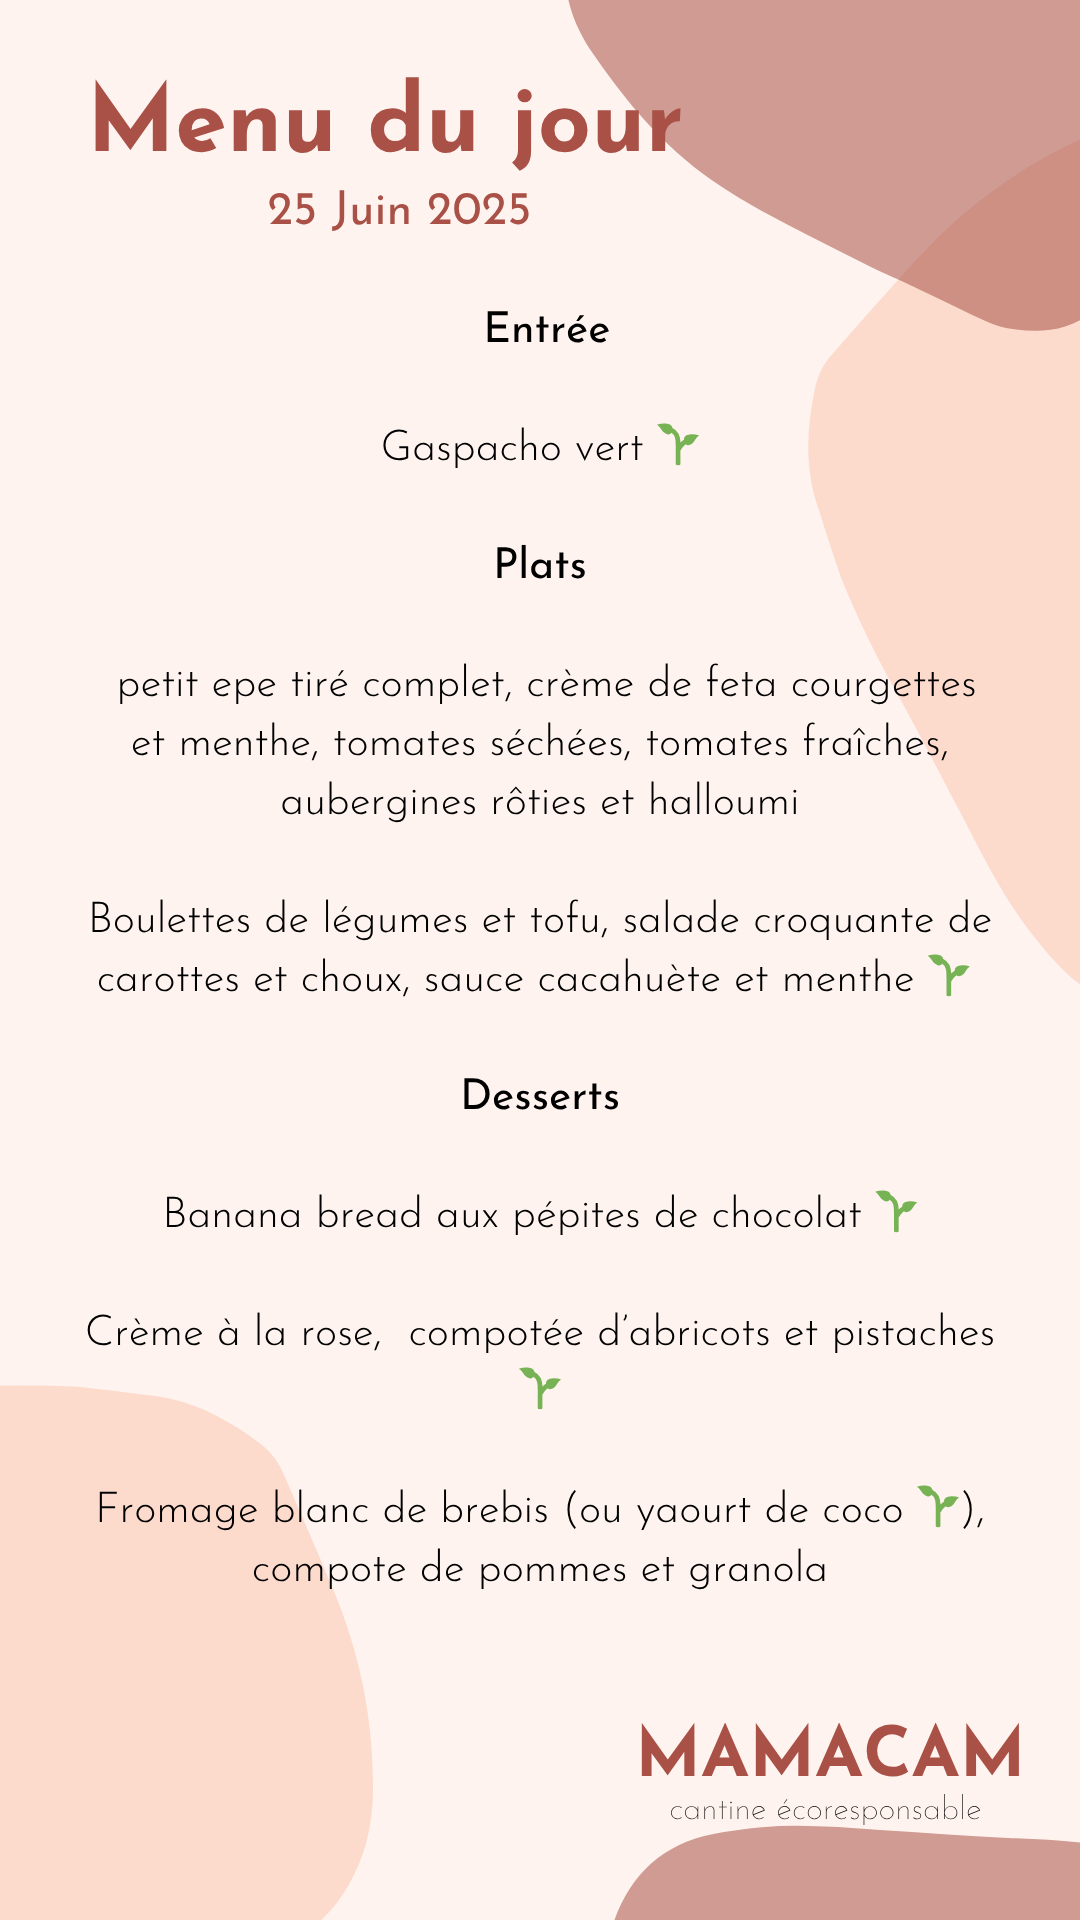 Menu du jour
25 Juin 2025
Entrée
Gaspacho vert 🌱
Plats
petit epe tiré complet, crème de feta courgettes
et menthe, tomates séchées, tomates fraîches,
aubergines rôties et halloumi
Boulettes de légumes et tofu, salade croquante de
carottes et choux, sauce cacahuète et menthe 🌱
Desserts
Banana bread aux pépites de chocolat 🌱
Crème à la rose,  compotée d’abricots et pistaches
🌱
Fromage blanc de brebis (ou yaourt de coco 🌱),
compote de pommes et granola
MAMACAM
cantine écoresponsable